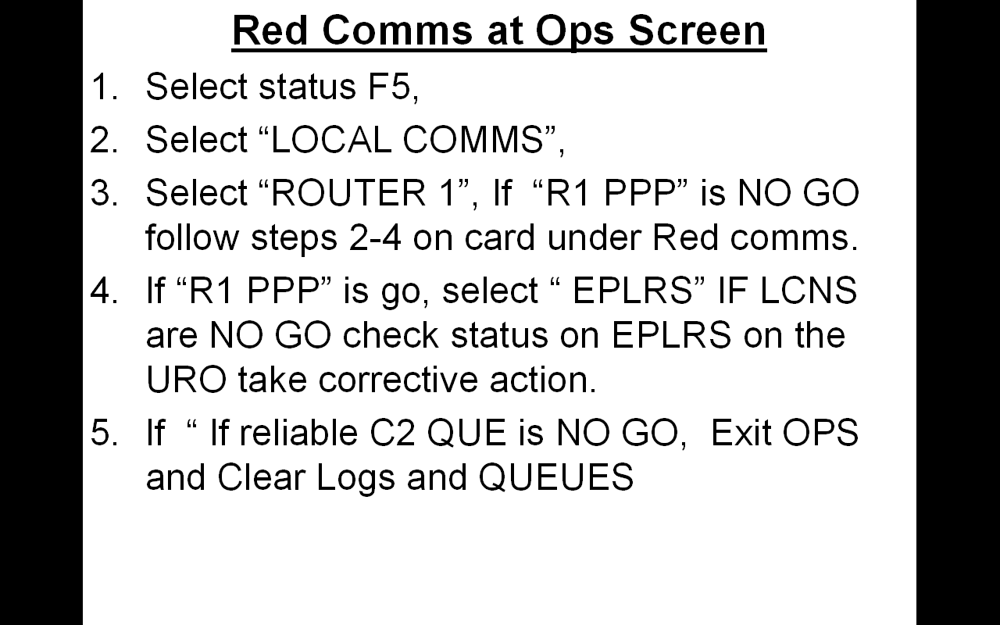 Red Comms at Ops Screen
1. Select status F5,
2. Select “LOCAL COMMS”,
3. Select “ROUTER 1”, If  “R1 PPP” is NO GO
follow steps 2-4 on card under Red comms.
4. If “R1 PPP” is go, select “ EPLRS” IF LCNS
are NO GO check status on EPLRS on the
URO take corrective action.
5. If  “ If reliable C2 QUE is NO GO,  Exit OPS
and Clear Logs and QUEUES